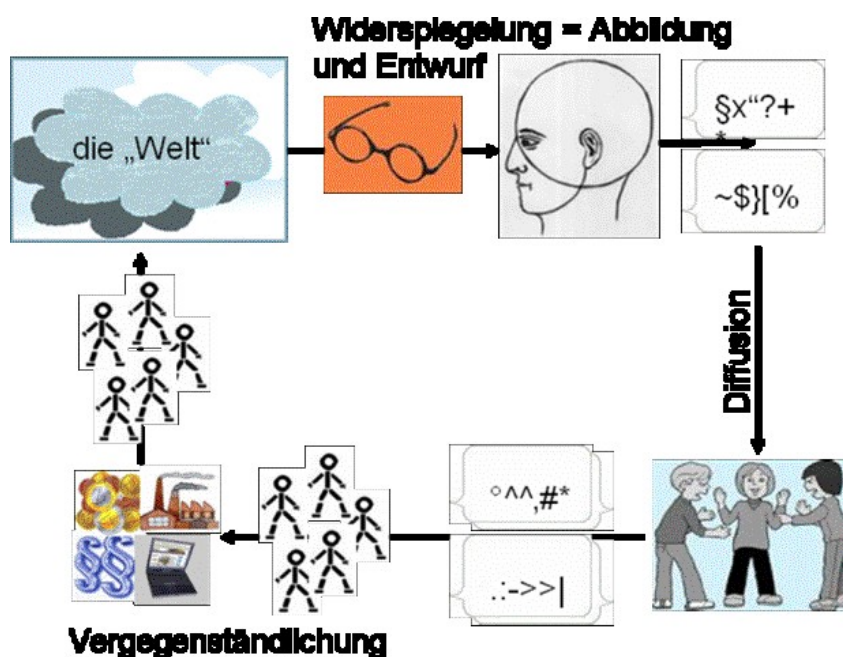 Widerspiegelung = Abbildung
und Entwurf
die „Welt“
§x“?+
*
~$}[%
Diffusion
°^^,#*
.:->>|
§§
Vergegenständlichung